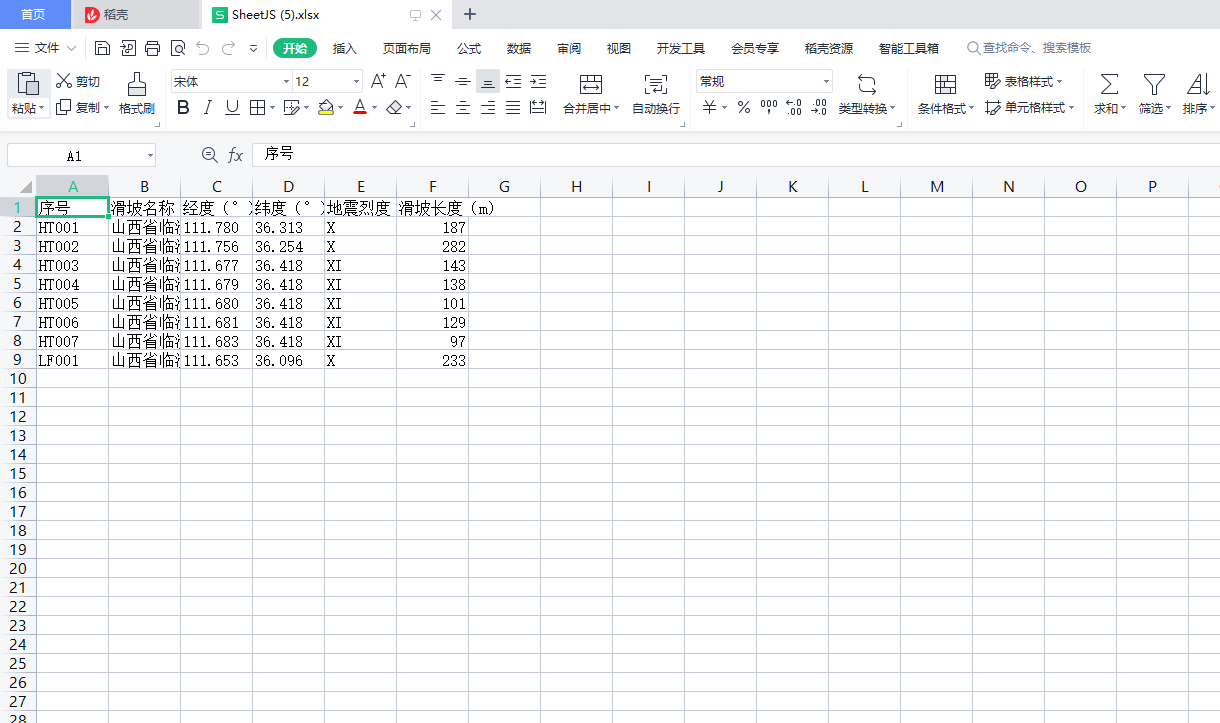 首页 稻壳 SheetJS (5).xlsx
文件 开始 插入 页面布局 公式 数据 审阅 视图 开发工具 会员专享 稻壳资源 智能工具箱 查找命令、搜索模板
剪切 宋体 12 A+ A- 常规 表格样式
粘贴 复制 格式刷 B I U A 合并居中 自动换行 ¥ % 类型转换 条件格式 单元格样式 求和 筛选 排序
A1 fx 序号
A B C D E F G H I J K L M N O P
1 序号 滑坡名称 经度（°） 纬度（°） 地震烈度 滑坡长度（m）
2 HT001 山西省临 111.780 36.313 X 187
3 HT002 山西省临 111.756 36.254 X 282
4 HT003 山西省临 111.677 36.418 XI 143
5 HT004 山西省临 111.679 36.418 XI 138
6 HT005 山西省临 111.680 36.418 XI 101
7 HT006 山西省临 111.681 36.418 XI 129
8 HT007 山西省临 111.683 36.418 XI 97
9 LF001 山西省临 111.653 36.096 X 233
10
11
12
13
14
15
16
17
18
19
20
21
22
23
24
25
26
27
28